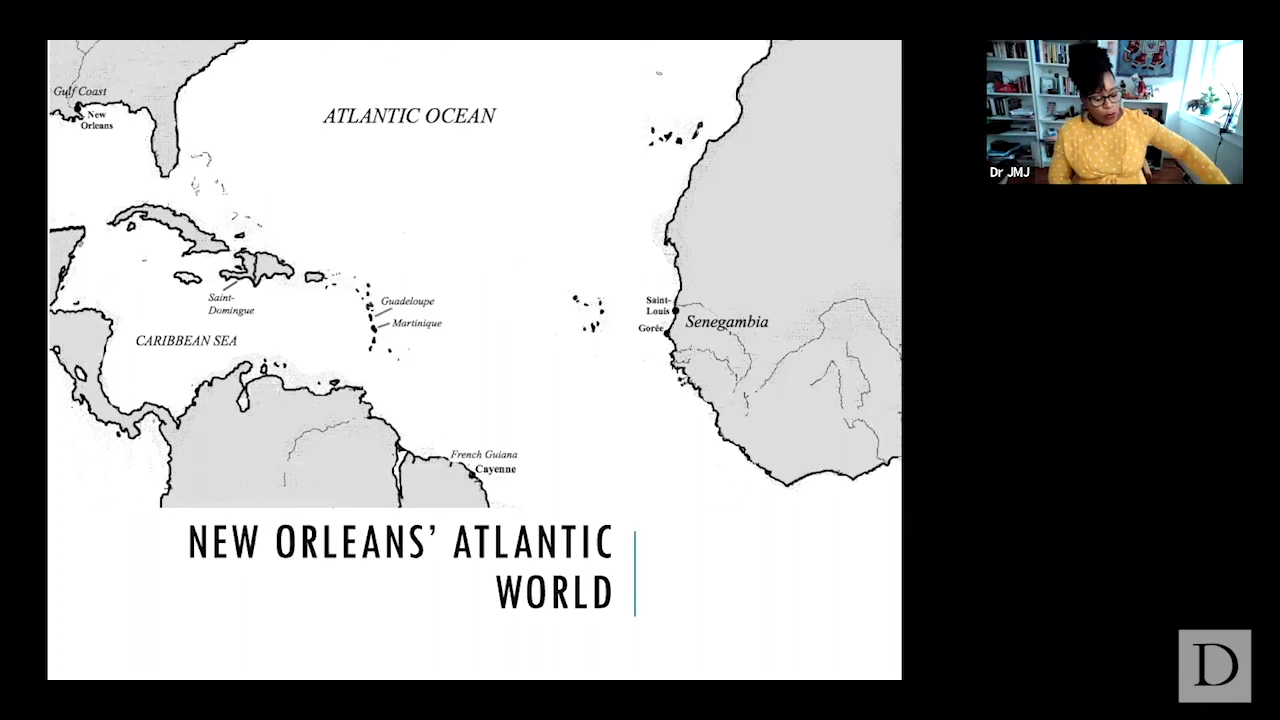 Gulf Coast
New
Orleans
ATLANTIC OCEAN
Saint-
Domingue
Guadeloupe
Martinique
CARIBBEAN SEA
Saint-
Louis
Gorée
Senegambia
French Guiana
Cayenne
NEW ORLEANS’ ATLANTIC
WORLD
Dr JMJ
D